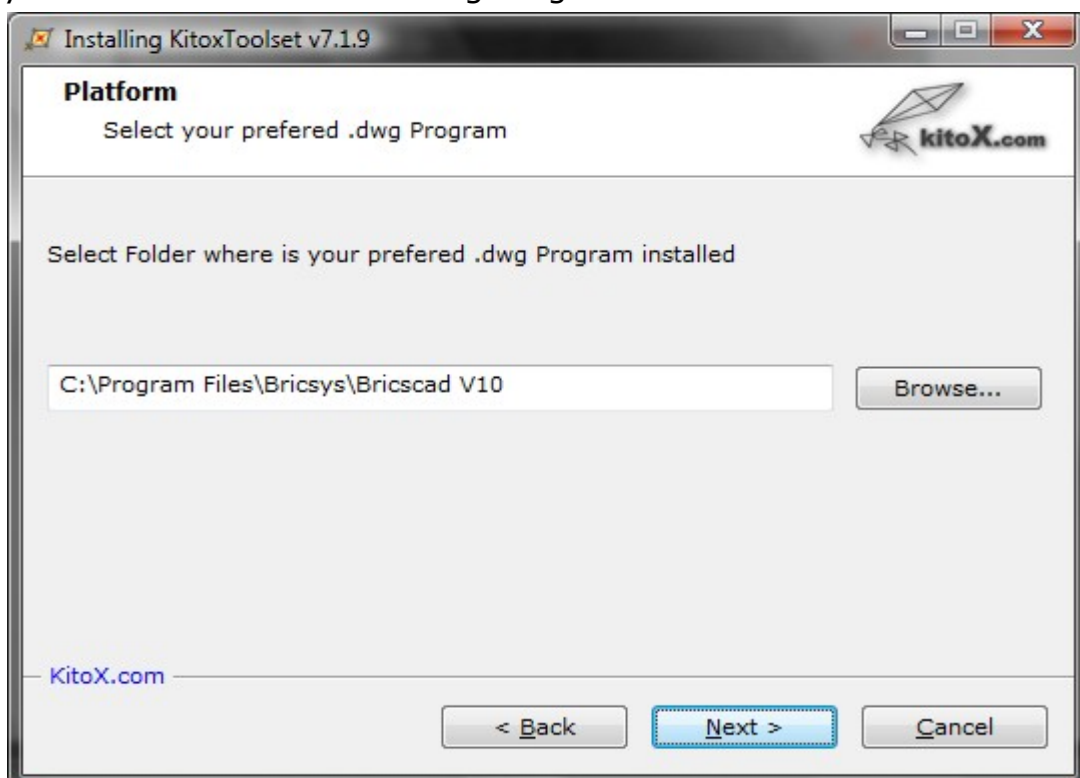 Installing KitoxToolset v7.1.9
Platform
Select your prefered .dwg Program
kitoX.com
Select Folder where is your prefered .dwg Program installed
C:\Program Files\Bricsys\Bricscad V10
Browse...
KitoX.com
< Back
Next >
Cancel